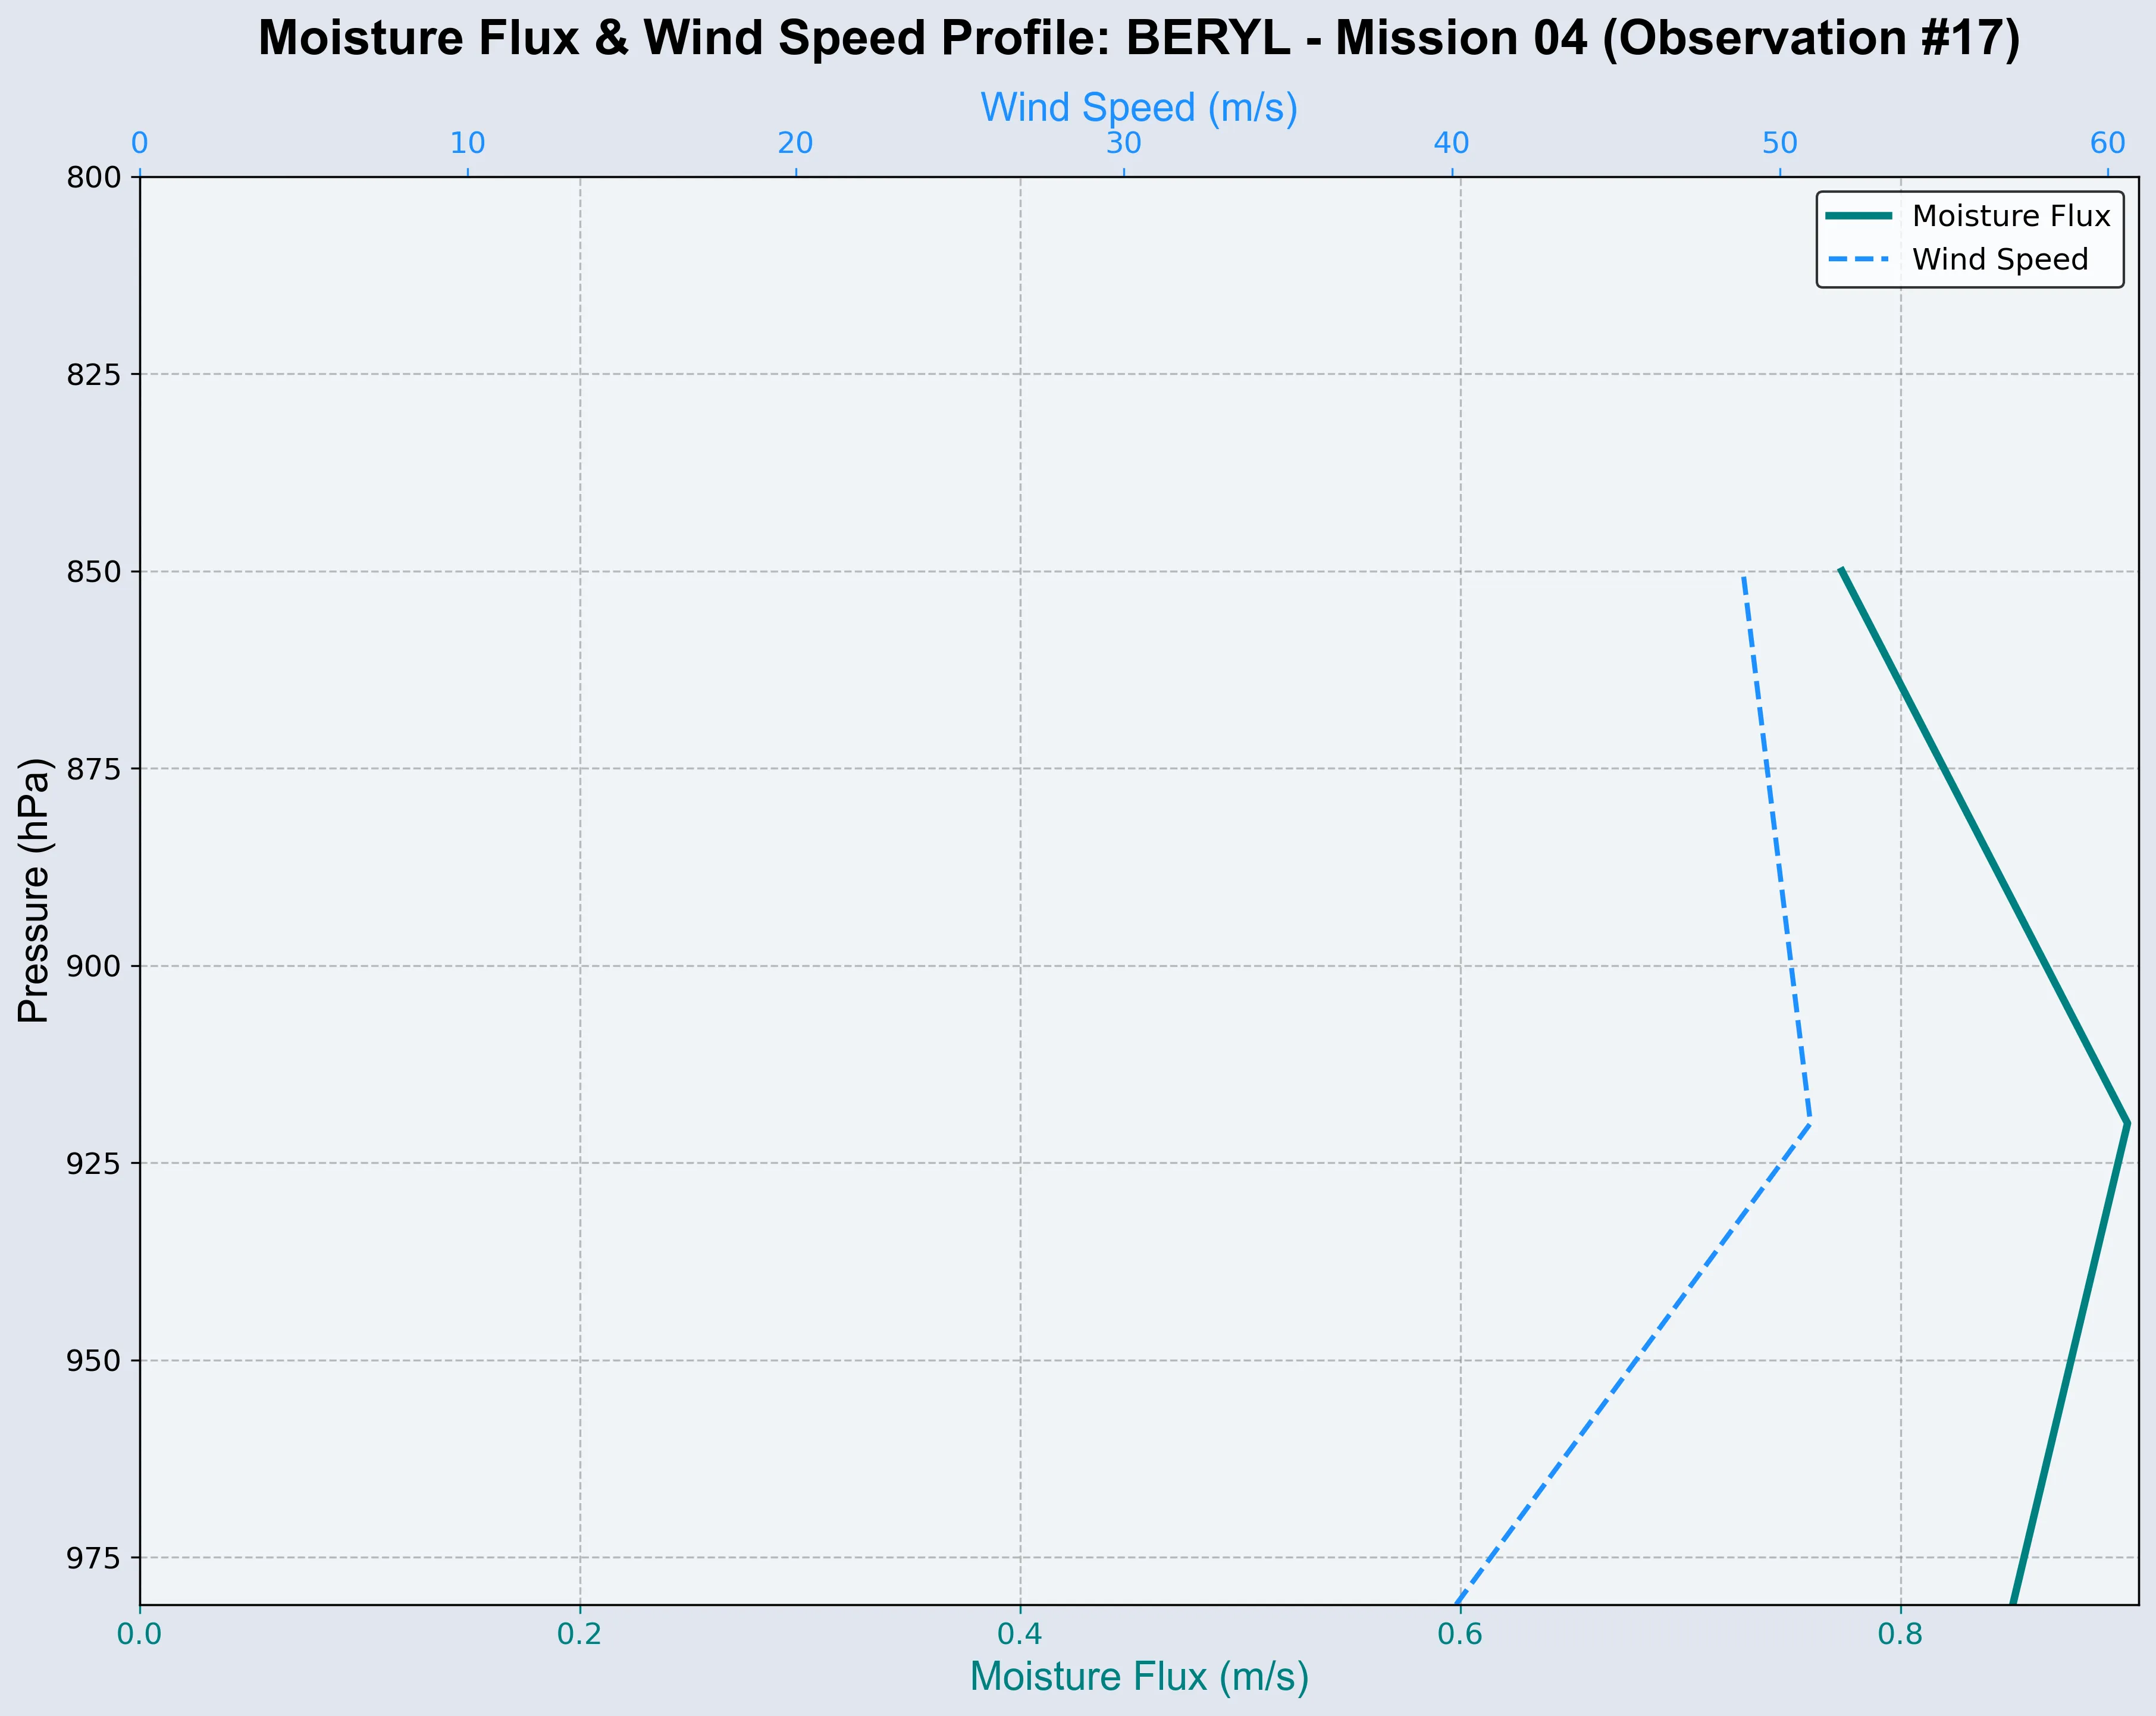 Moisture Flux & Wind Speed Profile: BERYL - Mission 04 (Observation #17)
Wind Speed (m/s)
0 10 20 30 40 50 60
Moisture Flux
Wind Speed
Pressure (hPa)
800
825
850
875
900
925
950
975
0.0 0.2 0.4 0.6 0.8
Moisture Flux (m/s)